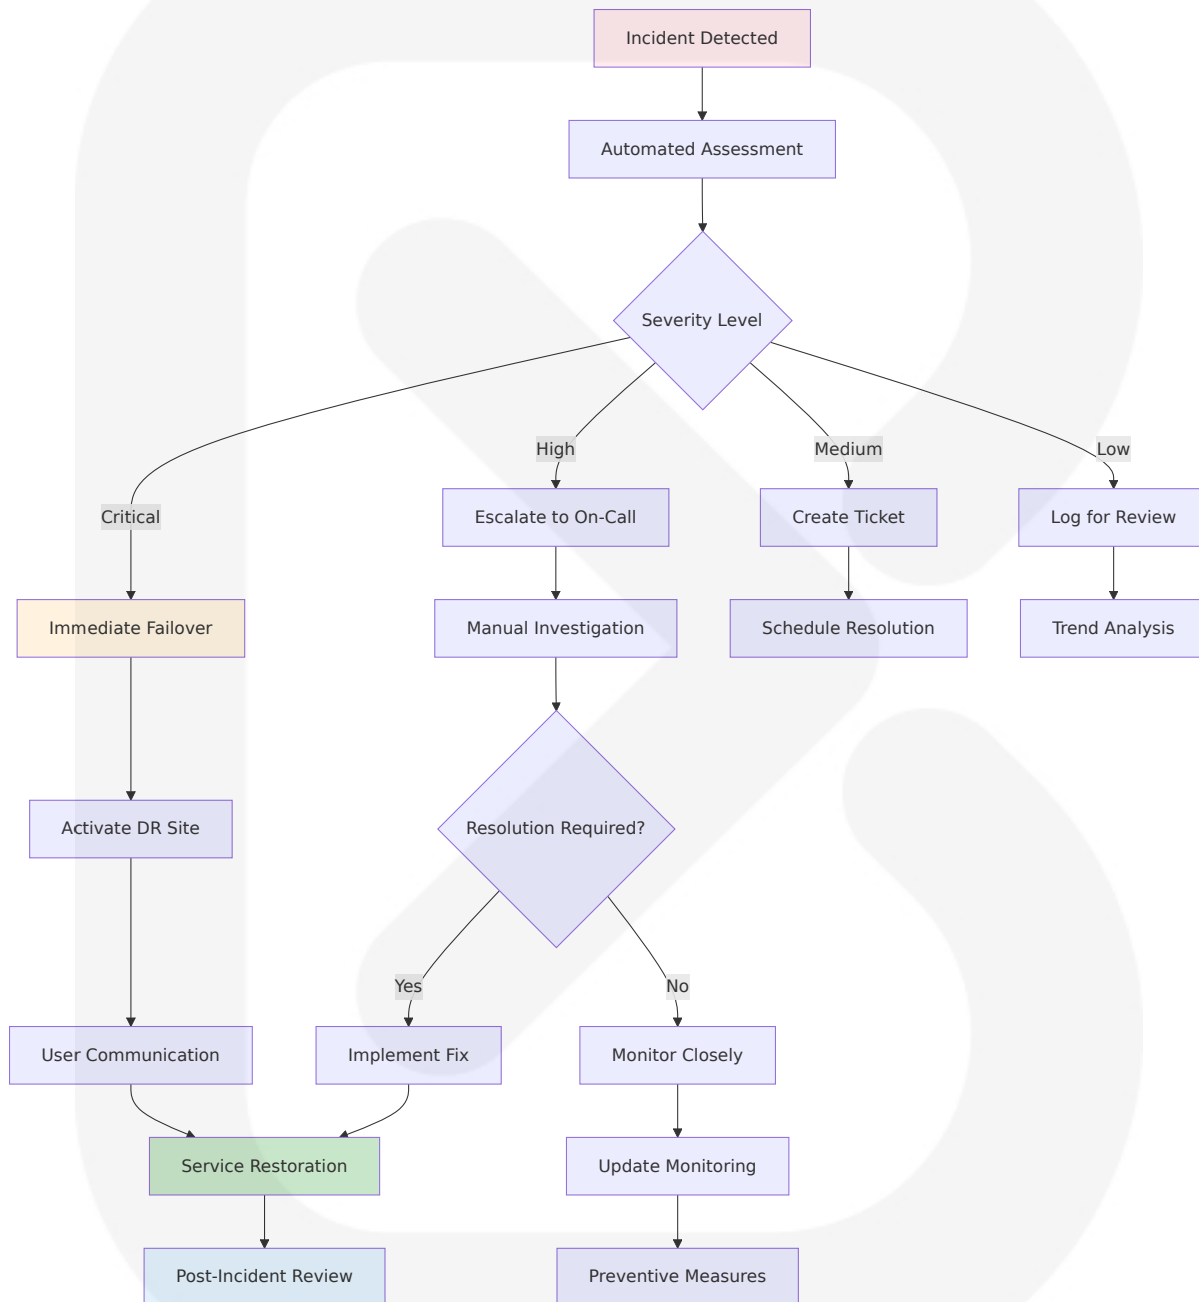 Incident Detected
Automated Assessment
Severity Level
High
Medium
Low
Critical
Escalate to On-Call
Create Ticket
Log for Review
Immediate Failover
Manual Investigation
Schedule Resolution
Trend Analysis
Activate DR Site
Resolution Required?
Yes
No
User Communication
Implement Fix
Monitor Closely
Service Restoration
Update Monitoring
Post-Incident Review
Preventive Measures